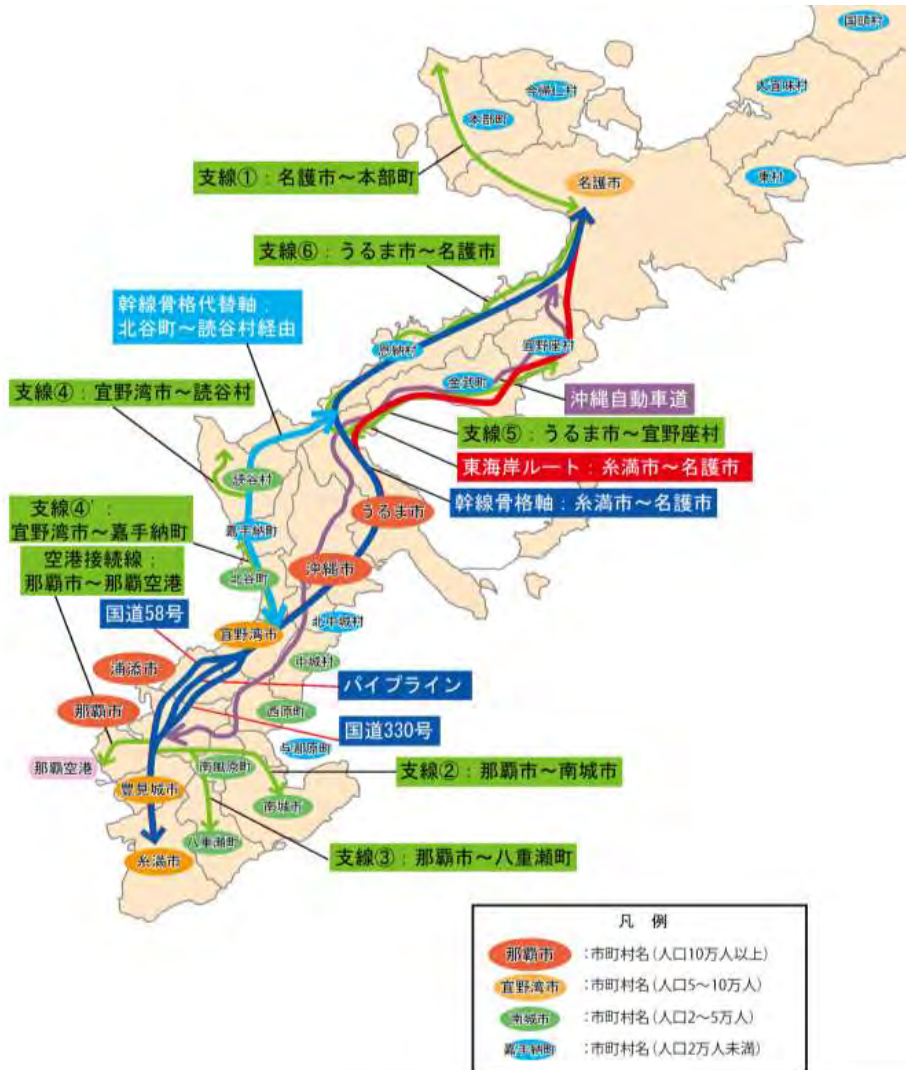 国頭村
大宜味村
今帰仁村
本部町
東村
支線①：名護市～本部町
名護市
支線⑥：うるま市～名護市
幹線骨格代替軸：
北谷町～読谷村経由
恩納村
宜野座村
金武町
支線④：宜野湾市～読谷村
沖縄自動車道
支線⑤：うるま市～宜野座村
東海岸ルート：糸満市～名護市
幹線骨格軸：糸満市～名護市
読谷村
うるま市
支線④’：
宜野湾市～嘉手納町
嘉手納町
空港接続線：
那覇市～那覇空港
北谷町
沖縄市
国道58号
北中城村
宜野湾市
中城村
浦添市
パイプライン
那覇市
西原町
国道330号
与那原町
那覇空港
南風原町
支線②：那覇市～南城市
豊見城市
南城市
八重瀬町
支線③：那覇市～八重瀬町
糸満市
凡 例
那覇市 ：市町村名（人口10万人以上）
宜野湾市 ：市町村名（人口5～10万人）
南城市 ：市町村名（人口2～5万人）
嘉手納町 ：市町村名（人口2万人未満）